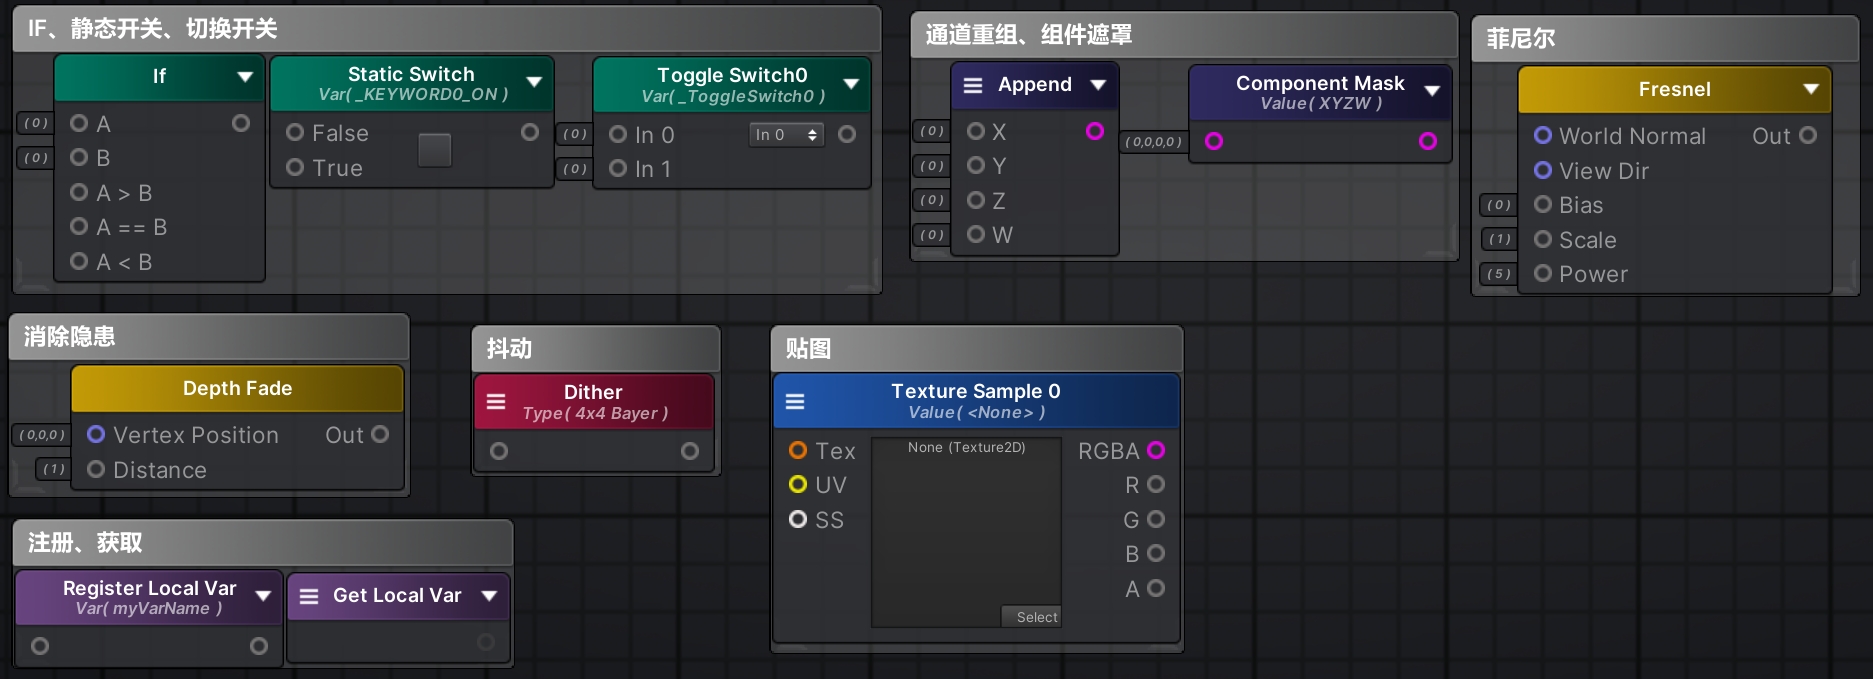 IF、静态开关、切换开关
If
( 0 )
A
( 0 )
B
A > B
A == B
A < B
Static Switch
Var( _KEYWORD0_ON )
False
True
Toggle Switch0
Var( _ToggleSwitch0 )
( 0 )
In 0
In 0
( 0 )
In 1
通道重组、组件遮罩
Append
( 0 )
X
( 0 )
Y
( 0 )
Z
( 0 )
W
Component Mask
Value( XYZW )
( 0,0,0,0 )
菲尼尔
Fresnel
World Normal
Out
View Dir
( 0 )
Bias
( 1 )
Scale
( 5 )
Power
消除隐患
Depth Fade
( 0,0,0 )
Vertex Position
Out
( 1 )
Distance
抖动
Dither
Type( 4x4 Bayer )
贴图
Texture Sample 0
Value( <None> )
Tex
UV
SS
None (Texture2D)
Select
RGBA
R
G
B
A
注册、获取
Register Local Var
Var( myVarName )
Get Local Var